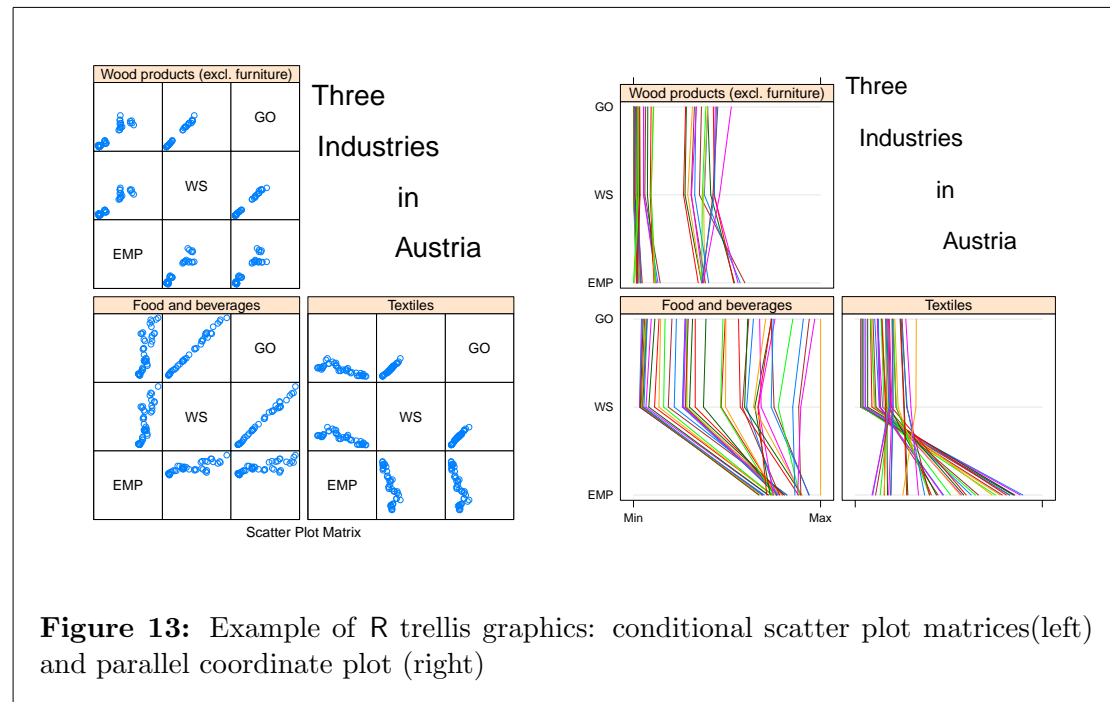 Wood products (excl. furniture)
GO
WS
EMP
Three
Industries
in
Austria
Food and beverages
GO
WS
EMP
Textiles
GO
WS
EMP
Scatter Plot Matrix
Wood products (excl. furniture)
GO
WS
EMP
Three
Industries
in
Austria
Food and beverages
Textiles
GO
WS
EMP
Min
Max
Figure 13: Example of R trellis graphics: conditional scatter plot matrices(left)
and parallel coordinate plot (right)